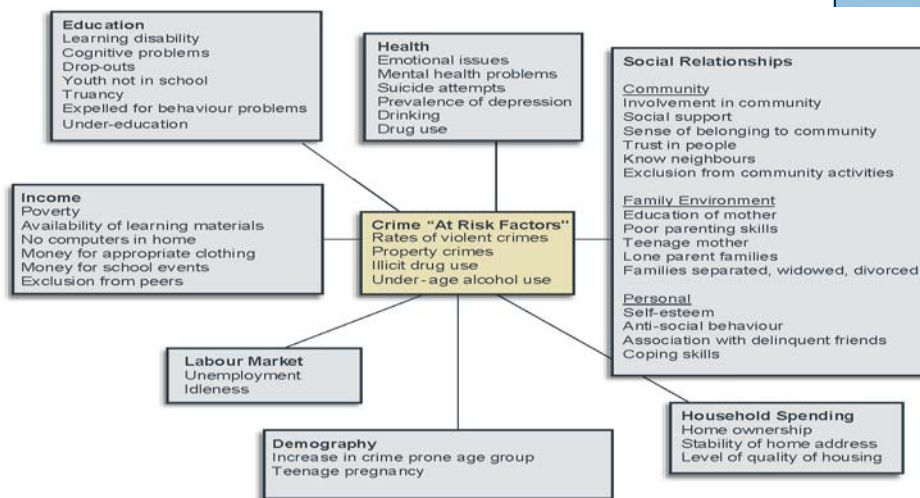 Education
Learning disability
Cognitive problems
Drop-outs
Youth not in school
Truancy
Expelled for behaviour problems
Under-education
Health
Emotional issues
Mental health problems
Suicide attempts
Prevalence of depression
Drinking
Drug use
Social Relationships
Community
Involvement in community
Social support
Sense of belonging to community
Trust in people
Know neighbours
Exclusion from community activities
Family Environment
Education of mother
Poor parenting skills
Teenage mother
Lone parent families
Families separated, widowed, divorced
Personal
Self-esteem
Anti-social behaviour
Association with delinquent friends
Coping skills
Income
Poverty
Availability of learning materials
No computers in home
Money for appropriate clothing
Money for school events
Exclusion from peers
Crime "At Risk Factors"
Rates of violent crimes
Property crimes
Illicit drug use
Under-age alcohol use
Labour Market
Unemployment
Idleness
Demography
Increase in crime prone age group
Teenage pregnancy
Household Spending
Home ownership
Stability of home address
Level of quality of housing